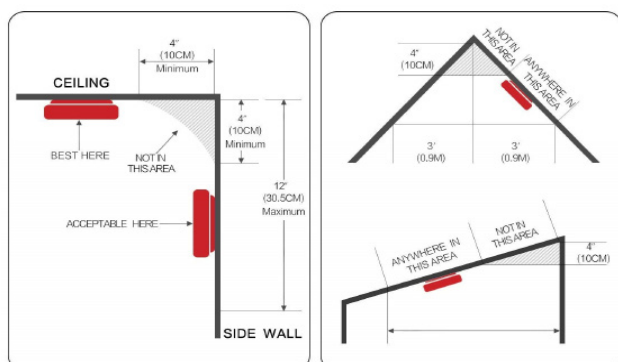 4"
(10CM)
Minimum
CEILING
BEST HERE
NOT IN
THIS AREA
4"
(10CM)
Minimum
12"
(30.5CM)
Maximum
ACCEPTABLE HERE
SIDE WALL
4"
(10CM)
NOT IN
THIS AREA
ANYWHERE IN
THIS AREA
3'
(0.9M)
3'
(0.9M)
ANYWHERE IN
THIS AREA
NOT IN
THIS AREA
4"
(10CM)